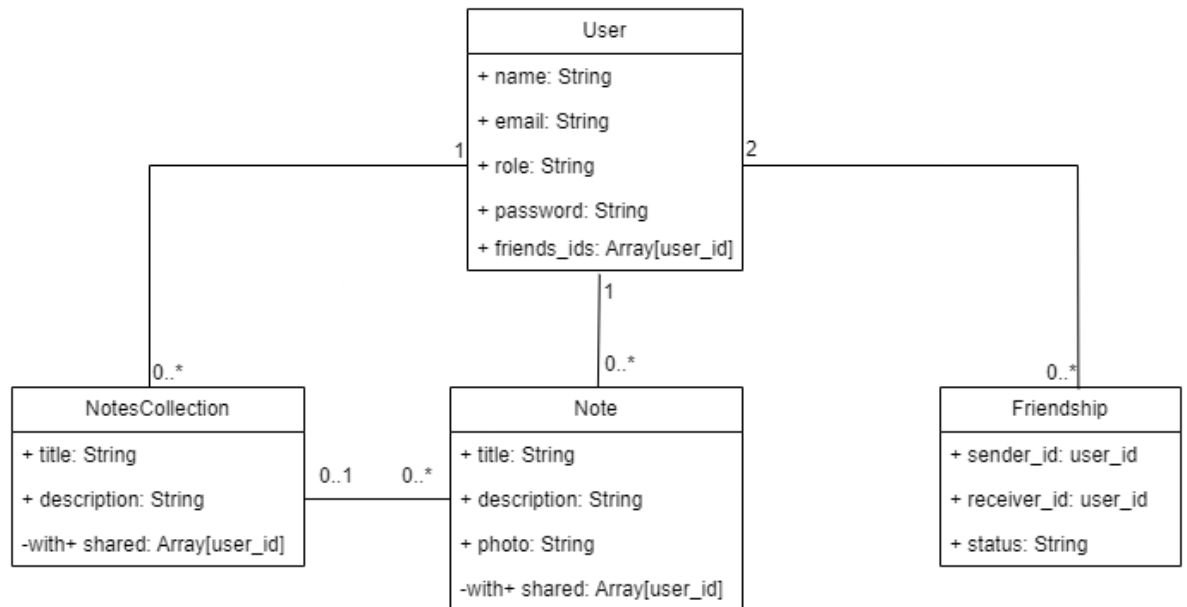 User
+ name: String
+ email: String
+ role: String
+ password: String
+ friends_ids: Array[user_id]
1
2
1
0..*
0..*
0..*
NotesCollection
+ title: String
+ description: String
-with+ shared: Array[user_id]
0..1
0..*
Note
+ title: String
+ description: String
+ photo: String
-with+ shared: Array[user_id]
Friendship
+ sender_id: user_id
+ receiver_id: user_id
+ status: String